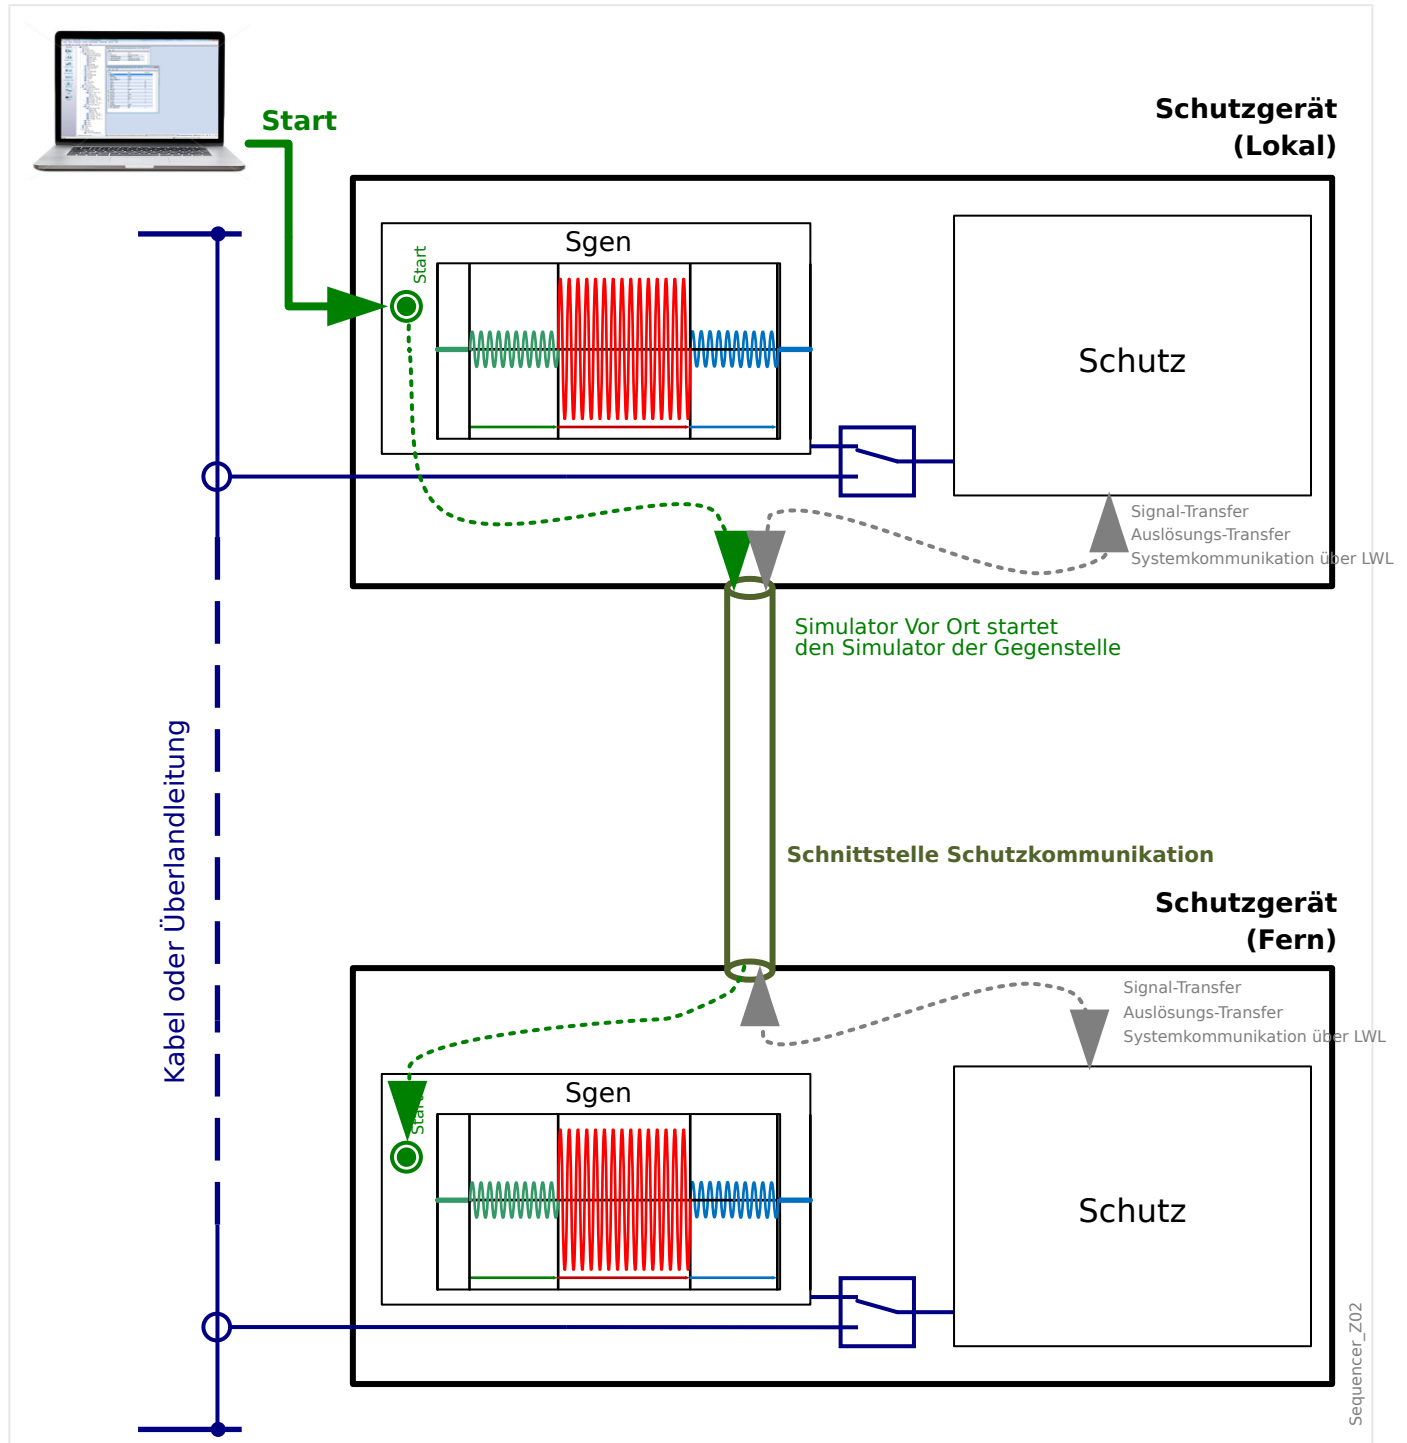 Start
Schutzgerät
(Lokal)
Sgen
Start
Schutz
Signal-Transfer
Auslösungs-Transfer
Systemkommunikation über LWL
Simulator Vor Ort startet
den Simulator der Gegenstelle
Kabel oder Überlandleitung
Schnittstelle Schutzkommunikation
Schutzgerät
(Fern)
Signal-Transfer
Auslösungs-Transfer
Systemkommunikation über LWL
Sgen
Start
Schutz
Sequencer_Z02